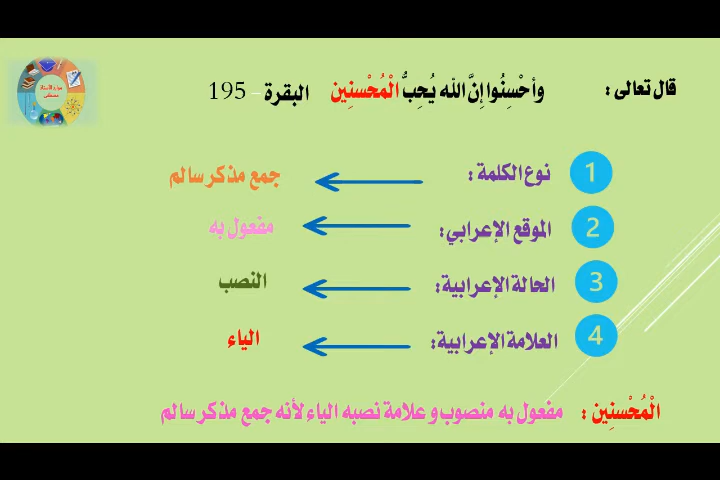 قال تعالى : وأحْسِنُوا إِنَّ الله يُحِبُّ الْمُحْسِنِين البقرة - 195
1 نوع الكلمة : جمع مذكر سالم
2 الموقع الإعرابي : مفعول به
3 الحالة الإعرابية : النصب
4 العلامة الإعرابية : الياء
الْمُحْسِنِين : مفعول به منصوب و علامة نصبه الياء لأنه جمع مذكر سالم